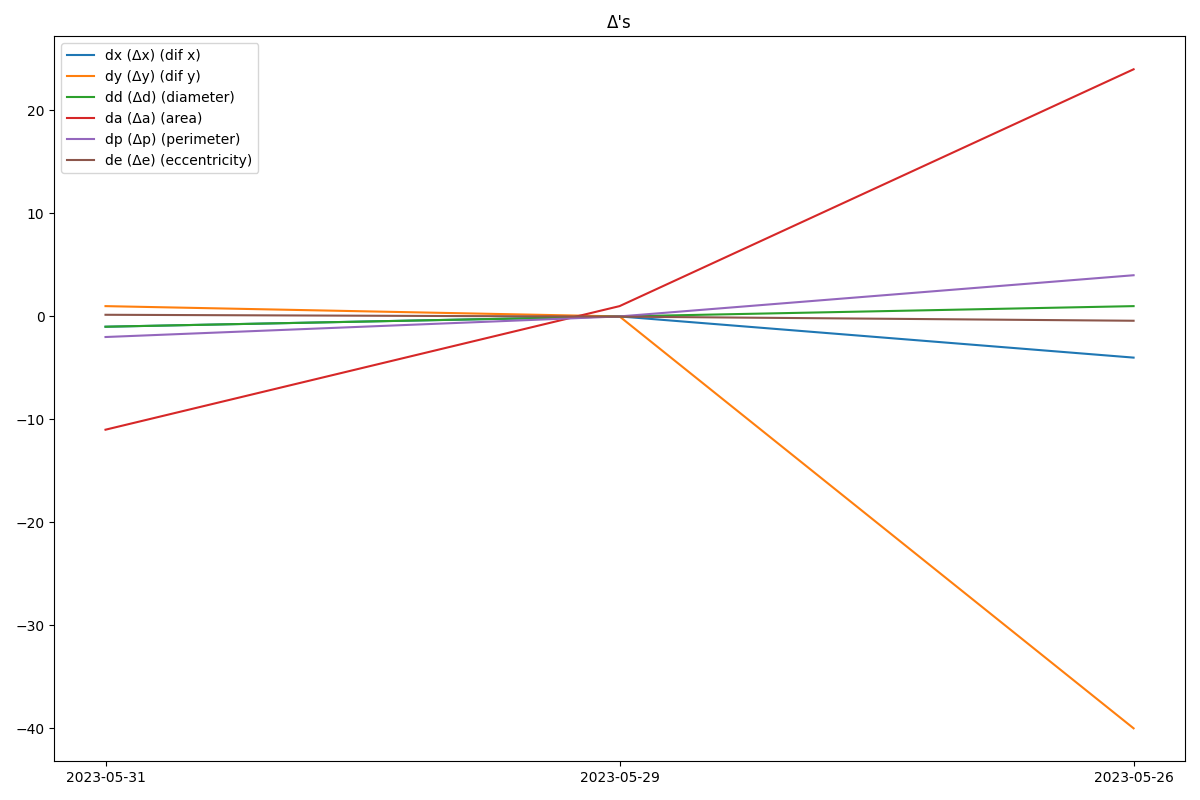 Δ's
dx (Δx) (dif x)
dy (Δy) (dif y)
dd (Δd) (diameter)
da (Δa) (area)
dp (Δp) (perimeter)
de (Δe) (eccentricity)
20
10
0
−10
−20
−30
−40
2023-05-31 2023-05-29 2023-05-26